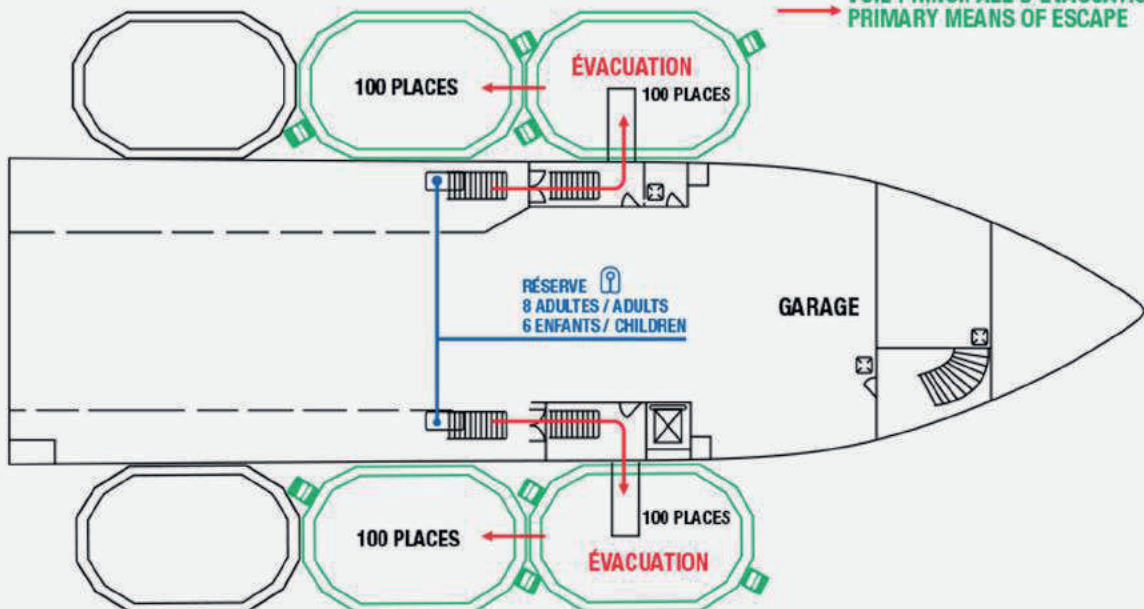 PRIMARY MEANS OF ESCAPE
ÉVACUATION
100 PLACES
100 PLACES
RÉSERVE
8 ADULTES / ADULTS
6 ENFANTS / CHILDREN
GARAGE
100 PLACES
100 PLACES
ÉVACUATION